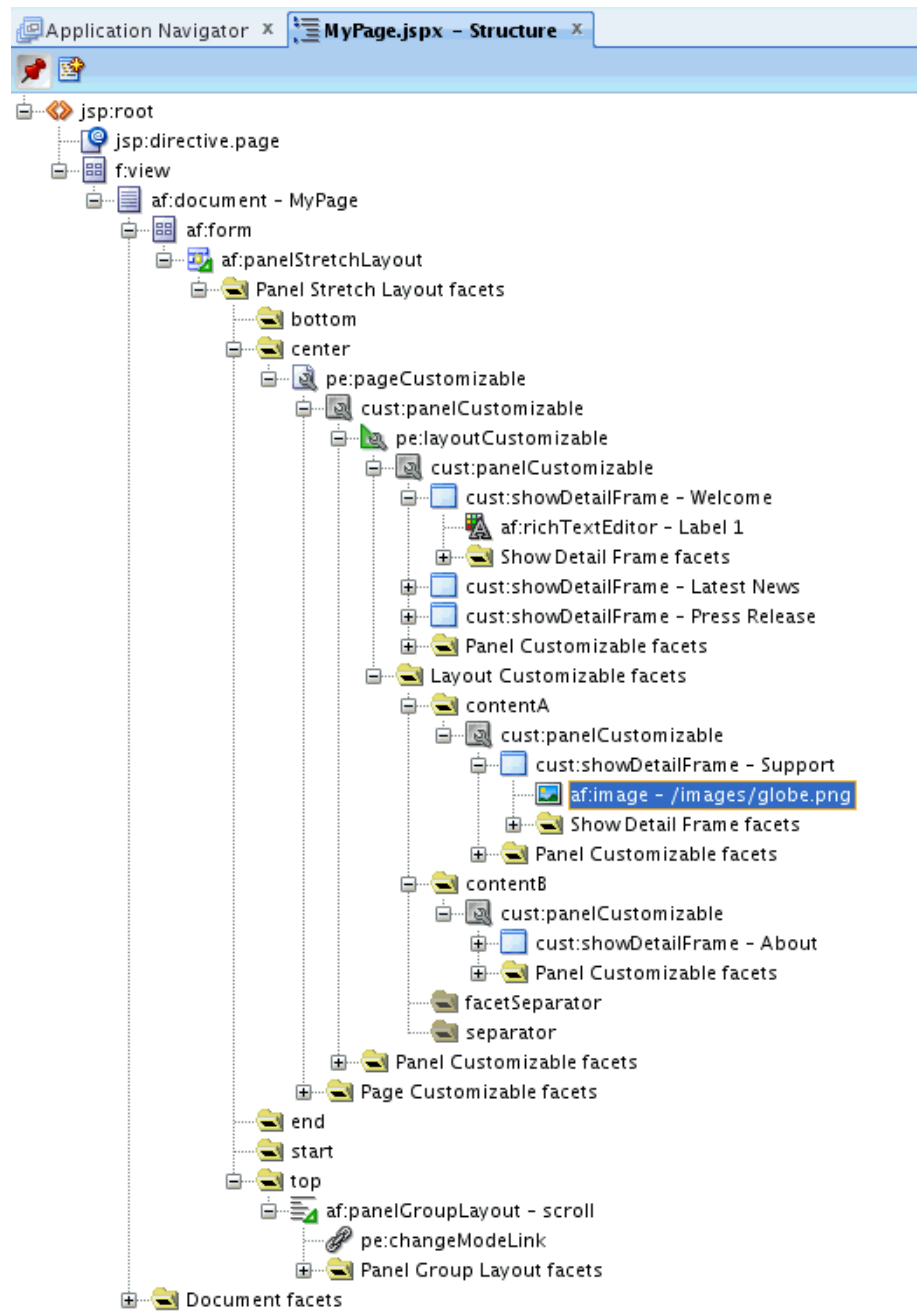 Application Navigator x MyPage.jspx - Structure x
jsp:root
jsp:directive.page
f:view
af:document - MyPage
af:form
af:panelStretchLayout
Panel Stretch Layout facets
bottom
center
pe:pageCustomizable
cust:panelCustomizable
pe:layoutCustomizable
cust:panelCustomizable
cust:showDetailFrame - Welcome
af:richTextEditor - Label 1
Show Detail Frame facets
cust:showDetailFrame - Latest News
cust:showDetailFrame - Press Release
Panel Customizable facets
Layout Customizable facets
contentA
cust:panelCustomizable
cust:showDetailFrame - Support
af:image - /images/globe.png
Show Detail Frame facets
Panel Customizable facets
contentB
cust:panelCustomizable
cust:showDetailFrame - About
Panel Customizable facets
facetSeparator
separator
Panel Customizable facets
Page Customizable facets
end
start
top
af:panelGroupLayout - scroll
pe:changeModeLink
Panel Group Layout facets
Document facets